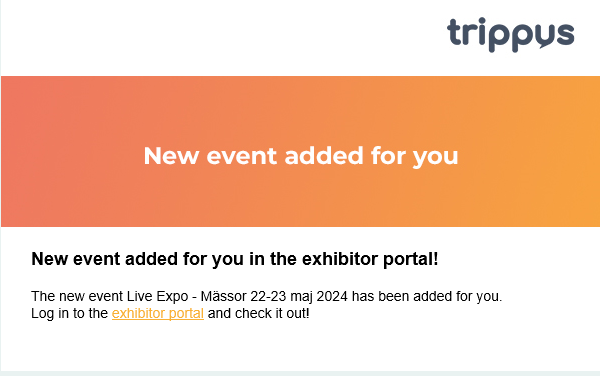 trippus
New event added for you
New event added for you in the exhibitor portal!
The new event Live Expo - Mässor 22-23 maj 2024 has been added for you.
Log in to the exhibitor portal and check it out!